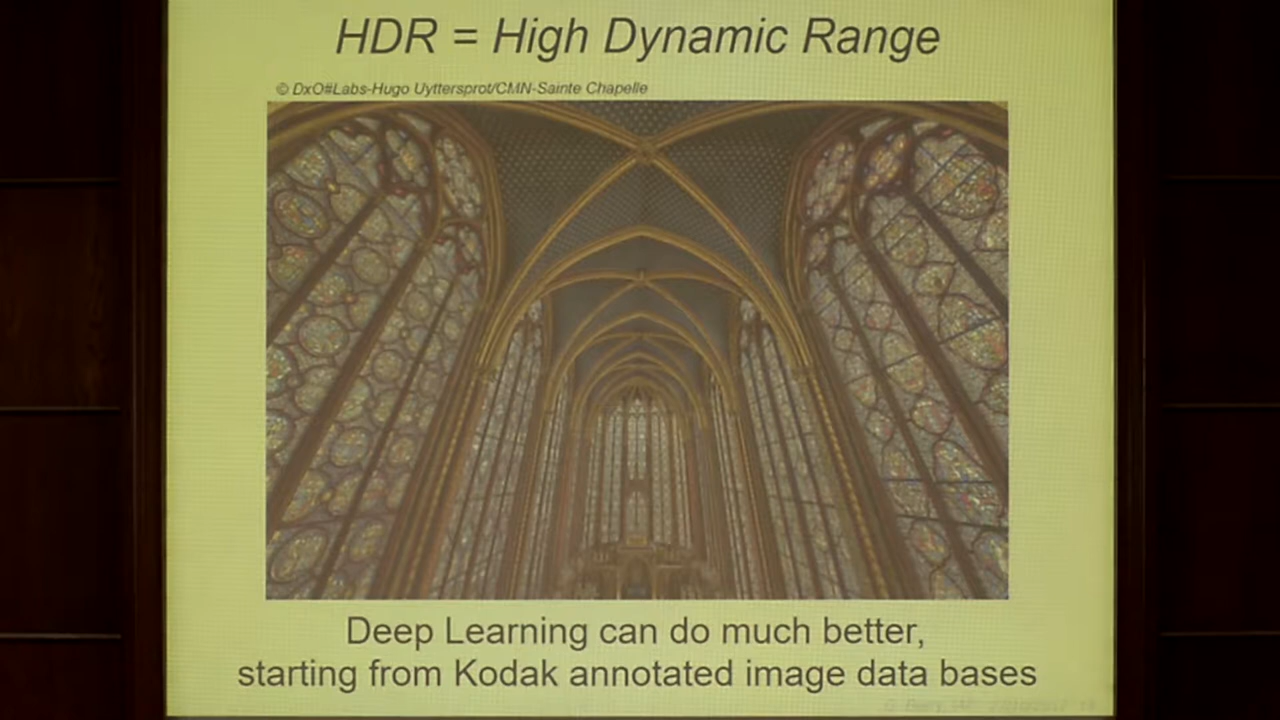 HDR = High Dynamic Range
© DxO#Labs-Hugo Uyttersprot/CMN-Sainte Chapelle
Deep Learning can do much better,
starting from Kodak annotated image data bases